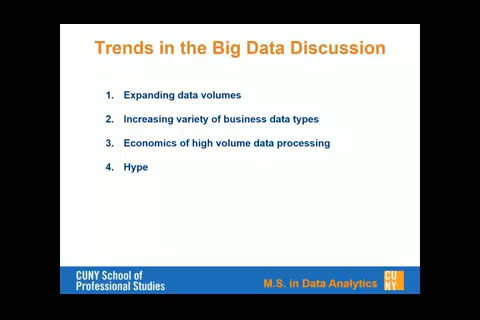 Trends in the Big Data Discussion
1. Expanding data volumes
2. Increasing variety of business data types
3. Economics of high volume data processing
4. Hype
CUNY School of
Professional Studies
M.S. in Data Analytics
CU
NY